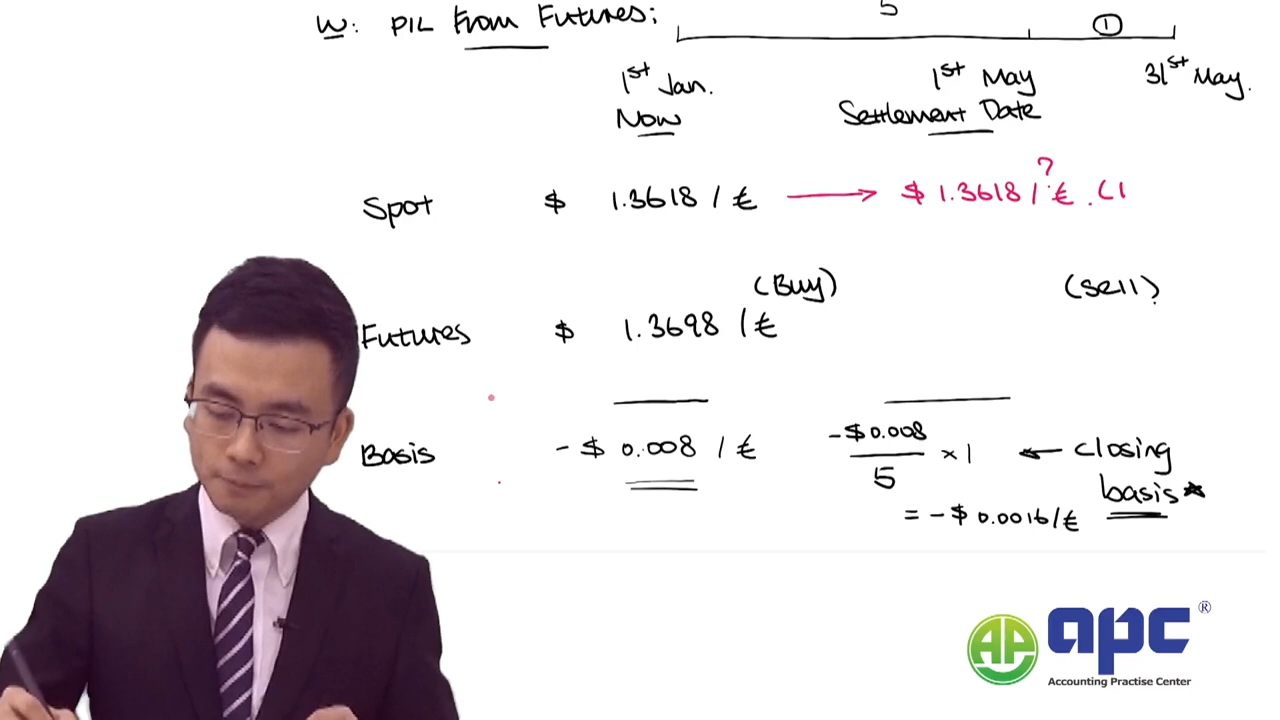 W: P/L From Futures:
5
①
1st Jan. 1st May 31st May.
Now Settlement Date
?
Spot $ 1.3618 / € → $ 1.3618 / € . (1
(Buy) (Sell)
Futures $ 1.3698 / €
Basis - $ 0.008 / € -$0.008 / 5 × 1 ← closing basis*
= - $ 0.0016/€
apc®
Accounting Practise Center